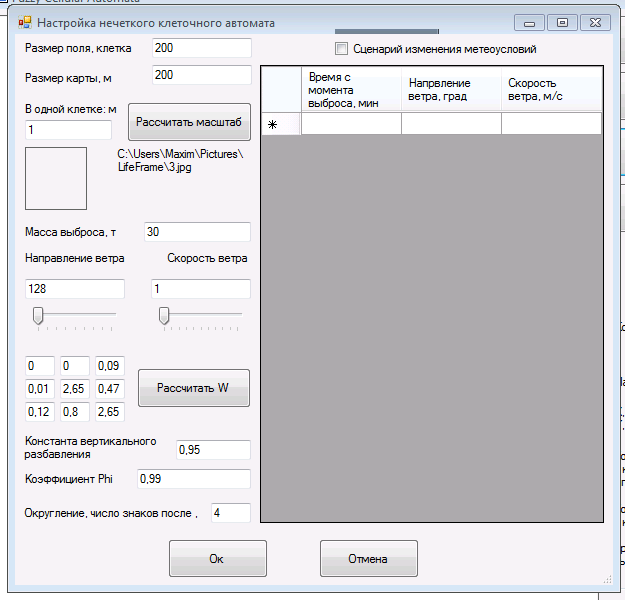 Fuzzy Cellular Automata
Настройка нечеткого клеточного автомата
Размер поля, клетка
200
Сценарий изменения метеоусловий
Размер карты, м
200
Время с
момента
выброса, мин
Напрвление
ветра, град
Скорость
ветра, м/с
В одной клетке: м
1
Рассчитать масштаб
C:\Users\Maxim\Pictures\
LifeFrame\3.jpg
Масса выброса, т
30
Направление ветра
Скорость ветра
128
1
0 0 0,09
0,01 2,65 0,47
0,12 0,8 2,65
Рассчитать W
Константа вертикального
разбавления
0,95
Коэффициент Phi
0,99
Округление, число знаков после ,
4
Ок
Отмена